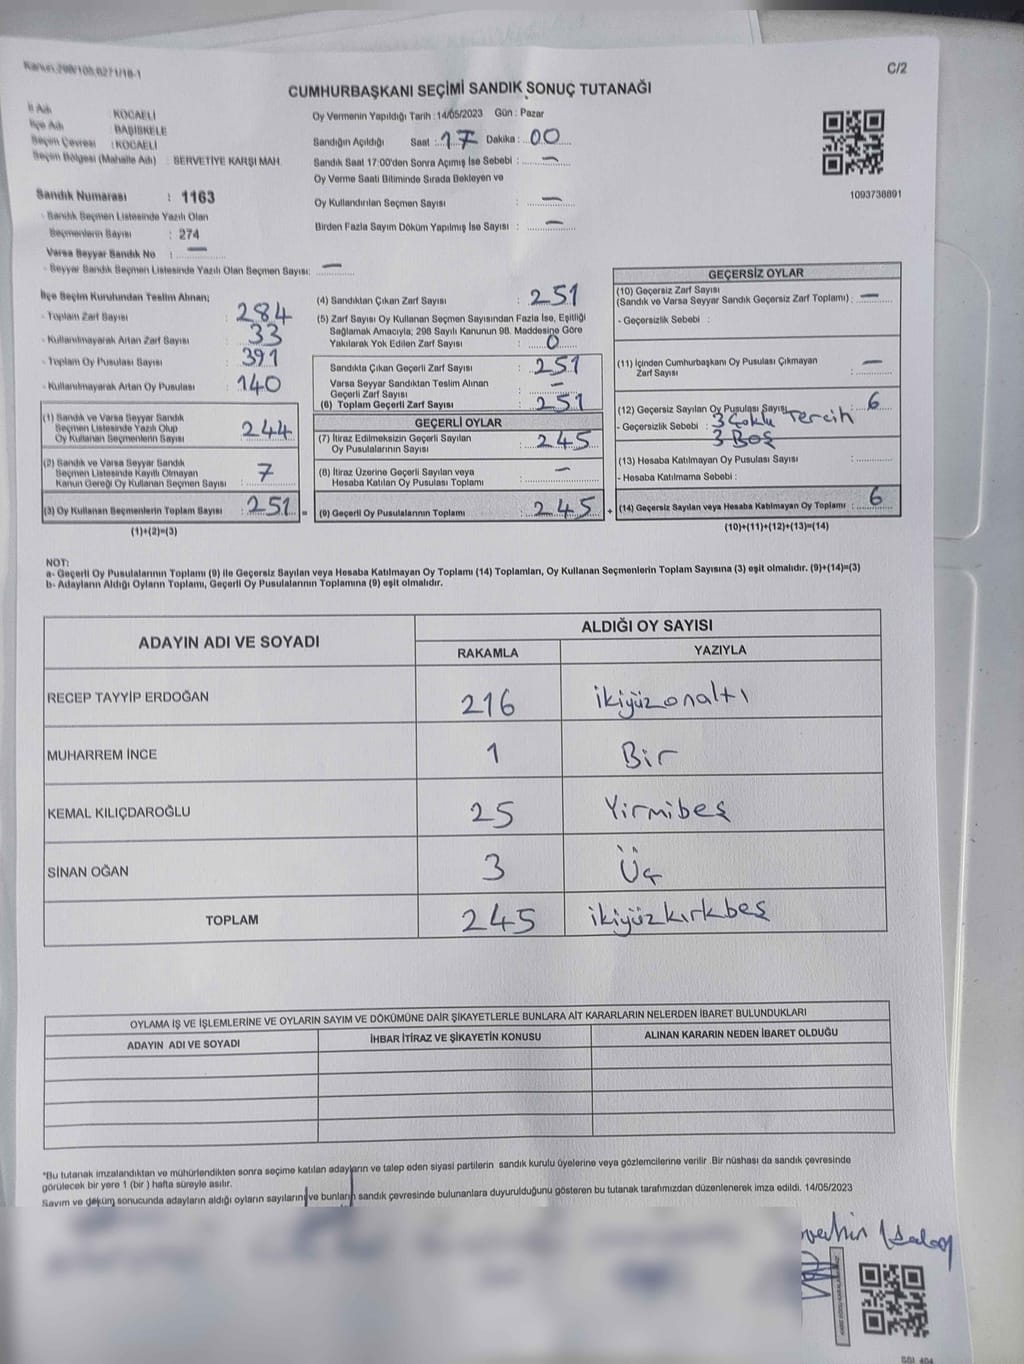 Kanun.298/105.6271/18-1
C/2
CUMHURBAŞKANI SEÇİMİ SANDIK SONUÇ TUTANAĞI
İl Adı : KOCAELİ
İlçe Adı : BAŞİSKELE
Seçim Çevresi : KOCAELİ
Seçim Bölgesi (Mahalle Adı) : SERVETİYE KARŞI MAH.
Sandık Numarası : 1163
- Sandık Seçmen Listesinde Yazılı Olan
Seçmenlerin Sayısı : 274
Varsa Seyyar Sandık No : —
- Seyyar Sandık Seçmen Listesinde Yazılı Olan Seçmen Sayısı: —
Oy Vermenin Yapıldığı Tarih : 14/05/2023 Gün : Pazar
Sandığın Açıldığı Saat : 17 Dakika : 00
Sandık Saat 17:00'den Sonra Açımış İse Sebebi : —
Oy Verme Saati Bitiminde Sırada Bekleyen ve
Oy Kullandırılan Seçmen Sayısı : —
Birden Fazla Sayım Döküm Yapılmış İse Sayısı : —
1093738891
İlçe Seçim Kurulundan Teslim Alınan;
- Toplam Zarf Sayısı : 284
- Kullanılmayarak Artan Zarf Sayısı : 33
- Toplam Oy Pusulası Sayısı : 391
- Kullanılmayarak Artan Oy Pusulası : 140
(1) Sandık ve Varsa Seyyar Sandık
Seçmen Listesinde Yazılı Olup
Oy Kullanan Seçmenlerin Sayısı : 244
(2) Sandık ve Varsa Seyyar Sandık
Seçmen Listesinde Kayıtlı Olmayan
Kanun Gereği Oy Kullanan Seçmen Sayısı : 7
(3) Oy Kullanan Seçmenlerin Toplam Sayısı : 251 =
(1)+(2)=(3)
(4) Sandıktan Çıkan Zarf Sayısı : 251
(5) Zarf Sayısı Oy Kullanan Seçmen Sayısından Fazla İse, Eşitliği
Sağlamak Amacıyla; 298 Sayılı Kanunun 98. Maddesine Göre
Yakılarak Yok Edilen Zarf Sayısı : 0
Sandıkta Çıkan Geçerli Zarf Sayısı : 251
Varsa Seyyar Sandıktan Teslim Alınan
Geçerli Zarf Sayısı : —
(6) Toplam Geçerli Zarf Sayısı : 251
GEÇERLİ OYLAR
(7) İtiraz Edilmeksizin Geçerli Sayılan
Oy Pusulalarının Sayısı : 245
(8) İtiraz Üzerine Geçerli Sayılan veya
Hesaba Katılan Oy Pusulası Toplamı : —
(9) Geçerli Oy Pusulalarının Toplamı : 245 +
GEÇERSİZ OYLAR
(10) Geçersiz Zarf Sayısı
(Sandık ve Varsa Seyyar Sandık Geçersiz Zarf Toplamı) : —
- Geçersizlik Sebebi :
(11) İçinden Cumhurbaşkanı Oy Pusulası Çıkmayan
Zarf Sayısı : —
(12) Geçersiz Sayılan Oy Pusulası Sayısı : 6
- Geçersizlik Sebebi : 3 Çoklu Tercih
3 Boş
(13) Hesaba Katılmayan Oy Pusulası Sayısı :
- Hesaba Katılmama Sebebi :
(14) Geçersiz Sayılan veya Hesaba Katılmayan Oy Toplamı : 6
(10)+(11)+(12)+(13)=(14)
NOT:
a- Geçerli Oy Pusulalarının Toplamı (9) ile Geçersiz Sayılan veya Hesaba Katılmayan Oy Toplamı (14) Toplamları, Oy Kullanan Seçmenlerin Toplam Sayısına (3) eşit olmalıdır. (9)+(14)=(3)
b- Adayların Aldığı Oyların Toplamı, Geçerli Oy Pusulalarının Toplamına (9) eşit olmalıdır.
ADAYIN ADI VE SOYADI
ALDIĞI OY SAYISI
RAKAMLA YAZIYLA
RECEP TAYYİP ERDOĞAN 216 ikiyüzonaltı
MUHARREM İNCE 1 Bir
KEMAL KILIÇDAROĞLU 25 Yirmibeş
SİNAN OĞAN 3 Üç
TOPLAM 245 ikiyüzkırkbeş
OYLAMA İŞ VE İŞLEMLERİNE VE OYLARIN SAYIM VE DÖKÜMÜNE DAİR ŞİKAYETLERLE BUNLARA AİT KARARLARIN NELERDEN İBARET BULUNDUKLARI
ADAYIN ADI VE SOYADI İHBAR İTİRAZ VE ŞİKAYETİN KONUSU ALINAN KARARIN NEDEN İBARET OLDUĞU
*Bu tutanak imzalandıktan ve mühürlendikten sonra seçime katılan adayların ve talep eden siyasi partilerin sandık kurulu üyelerine veya gözlemcilerine verilir .Bir nüshası da sandık çevresinde
görülecek bir yere 1 (bir ) hafta süreyle asılır.
Sayım ve döküm sonucunda adayların aldığı oyların sayılarını ve bunların sandık çevresinde bulunanlara duyurulduğunu gösteren bu tutanak tarafımızdan düzenlenerek imza edildi. 14/05/2023